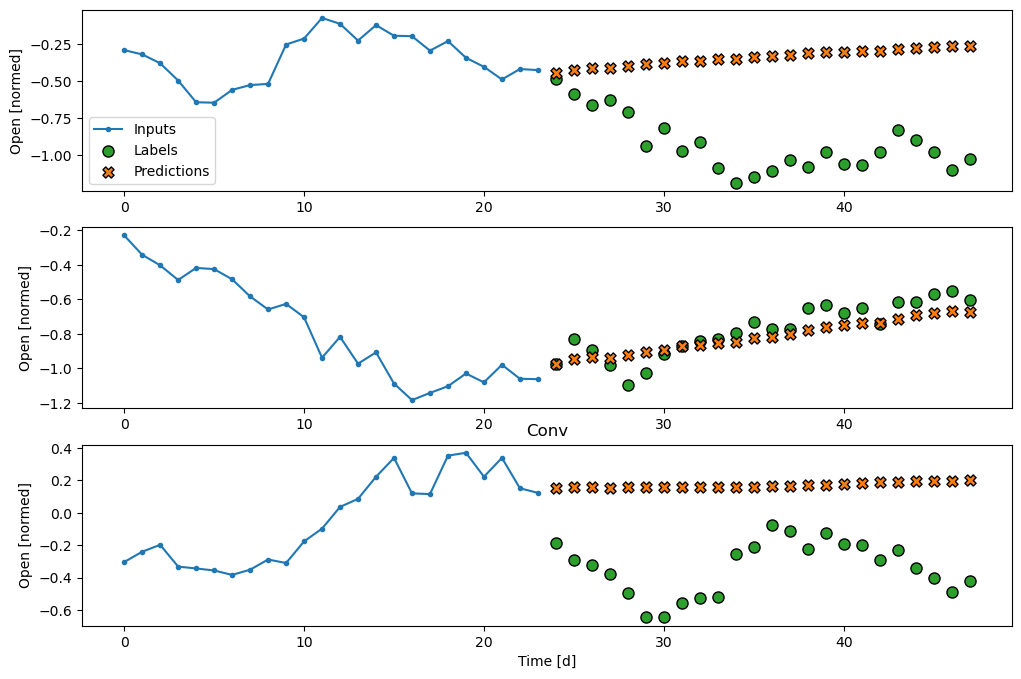 Open [normed]
−0.25
−0.50
−0.75
−1.00
Inputs
Labels
Predictions
0 10 20 30 40
Open [normed]
−0.2
−0.4
−0.6
−0.8
−1.0
−1.2
0 10 20 30 40
Conv
Open [normed]
0.4
0.2
0.0
−0.2
−0.4
−0.6
0 10 20 30 40
Time [d]